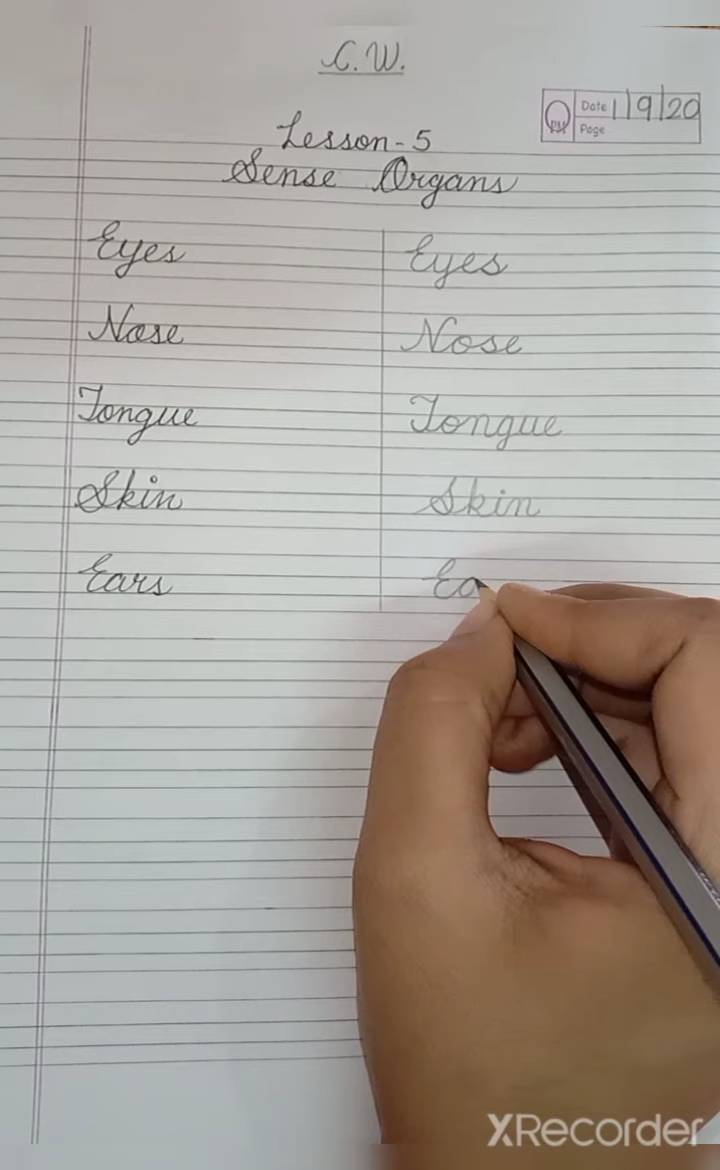 C.W.
Date 1/9/20
Page
Lesson-5
Sense Organs
Eyes Eyes
Nose Nose
Tongue Tongue
Skin Skin
Ears Ea
XRecorder